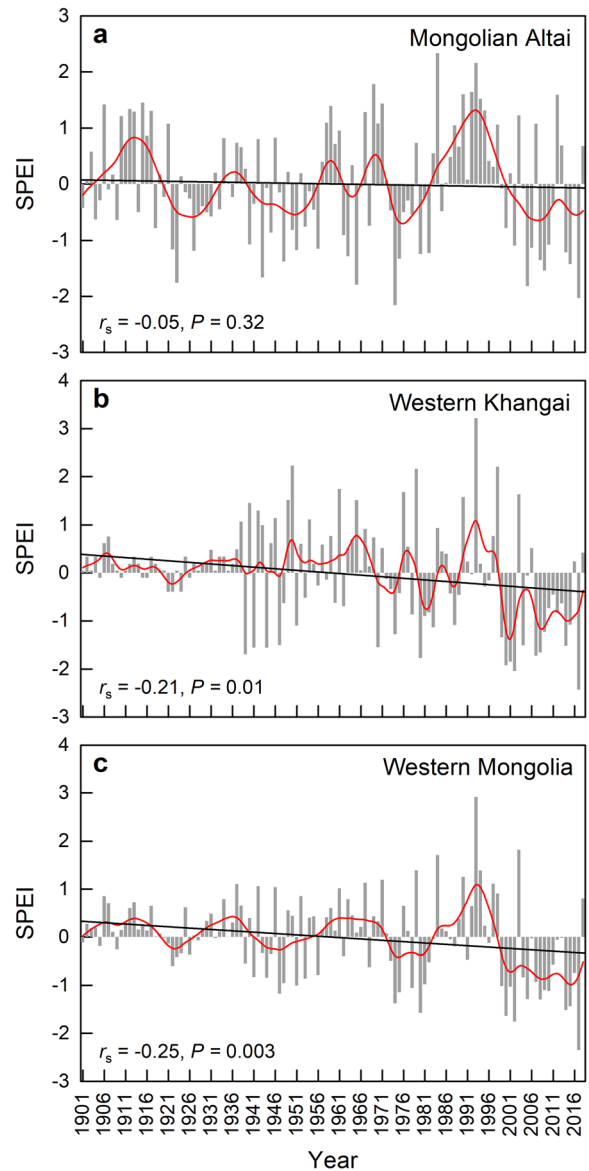 a
Mongolian Altai
3
2
1
0
-1
-2
-3
SPEI
r_s = -0.05, P = 0.32
b
Western Khangai
4
3
2
1
0
-1
-2
-3
SPEI
r_s = -0.21, P = 0.01
c
Western Mongolia
4
3
2
1
0
-1
-2
-3
SPEI
r_s = -0.25, P = 0.003
1901 1906 1911 1916 1921 1926 1931 1936 1941 1946 1951 1956 1961 1966 1971 1976 1981 1986 1991 1996 2001 2006 2011 2016
Year